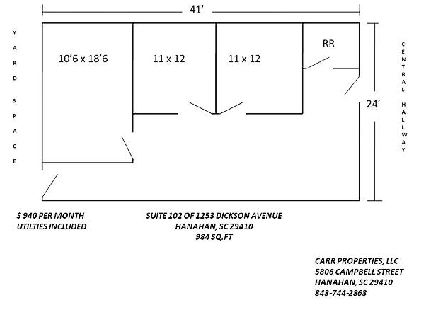 41'
YARD SPACE
10'6 x 18'6
11 x 12
11 x 12
RR
CENTRAL HALLWAY
24'
$ 940 PER MONTH
UTILITIES INCLUDED
SUITE 102 OF 1253 DICKSON AVENUE
HANAHAN, SC 29410
984 SQ.FT
CARR PROPERTIES, LLC
5806 CAMPBELL STREET
HANAHAN, SC 29410
843-744-2868